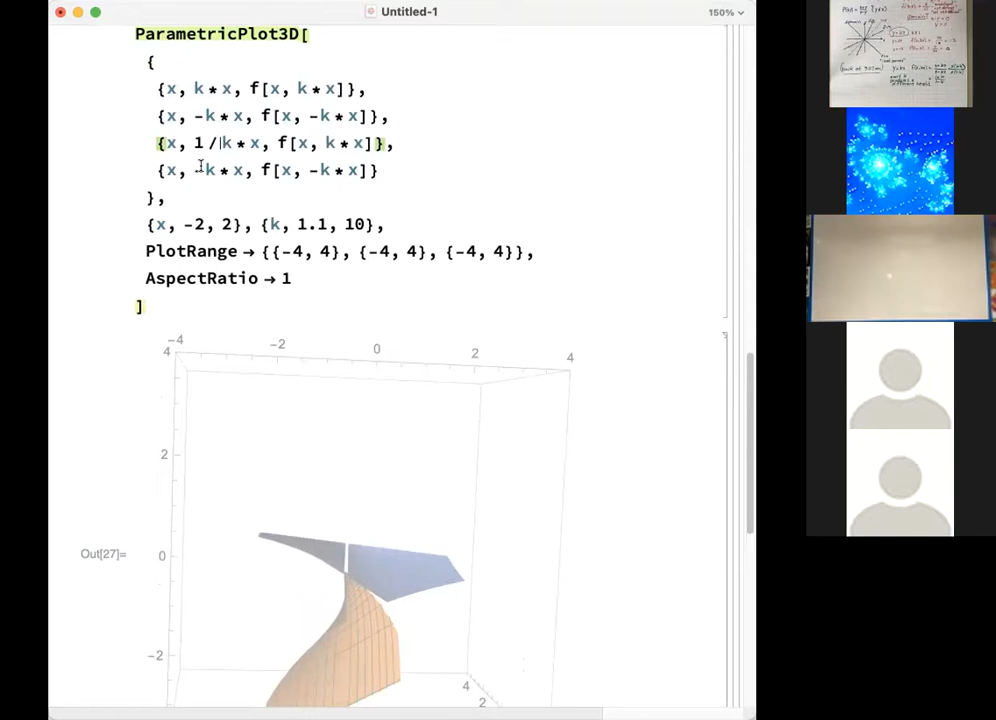 Untitled-1
150%
ParametricPlot3D[
{
{x, k * x, f[x, k * x]},
{x, -k * x, f[x, -k * x]},
{x, 1 / k * x, f[x, k * x]},
{x, -k * x, f[x, -k * x]}
},
{x, -2, 2}, {k, 1.1, 10},
PlotRange → {{-4, 4}, {-4, 4}, {-4, 4}},
AspectRatio → 1
]
-4
-2
0
2
4
4
2
Out[27]=
0
-2
4
2